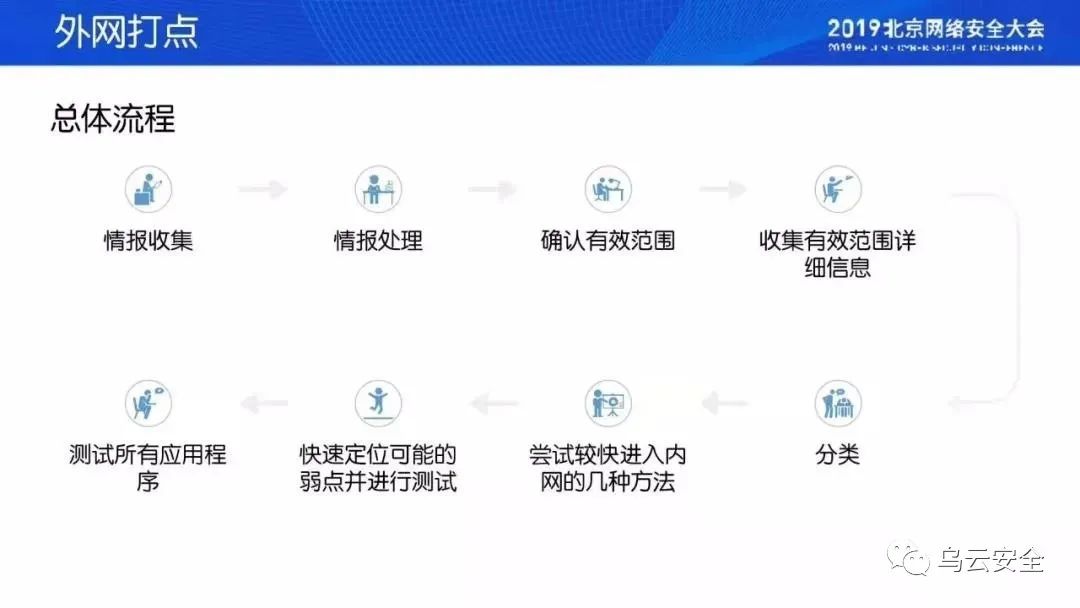 外网打点
2019北京网络安全大会
2019 BEIJING CYBER SECURITY CONFERENCE
总体流程
情报收集
情报处理
确认有效范围
收集有效范围详
细信息
测试所有应用程
序
快速定位可能的
弱点并进行测试
尝试较快进入内
网的几种方法
分类
乌云安全